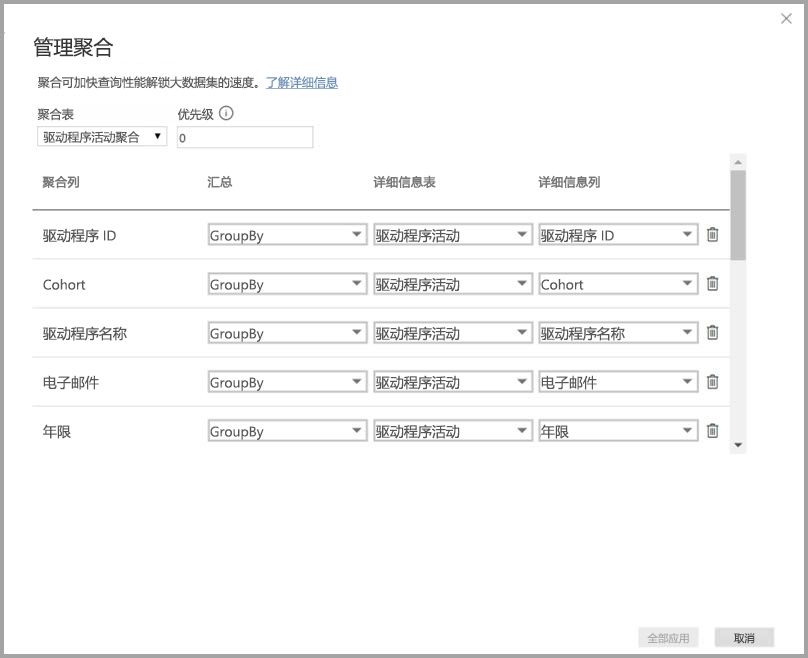 管理聚合
聚合可加快查询性能解锁大数据集的速度。了解详细信息
聚合表 优先级
驱动程序活动聚合 0
聚合列 汇总 详细信息表 详细信息列
驱动程序 ID GroupBy 驱动程序活动 驱动程序 ID
Cohort GroupBy 驱动程序活动 Cohort
驱动程序名称 GroupBy 驱动程序活动 驱动程序名称
电子邮件 GroupBy 驱动程序活动 电子邮件
年限 GroupBy 驱动程序活动 年限
全部应用 取消